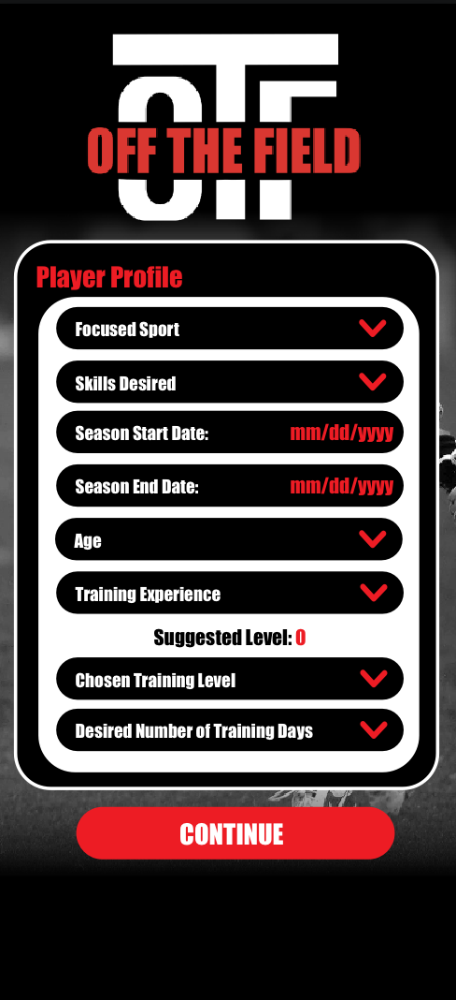 OTF
OFF THE FIELD
Player Profile
Focused Sport
Skills Desired
Season Start Date: mm/dd/yyyy
Season End Date: mm/dd/yyyy
Age
Training Experience
Suggested Level: 0
Chosen Training Level
Desired Number of Training Days
CONTINUE